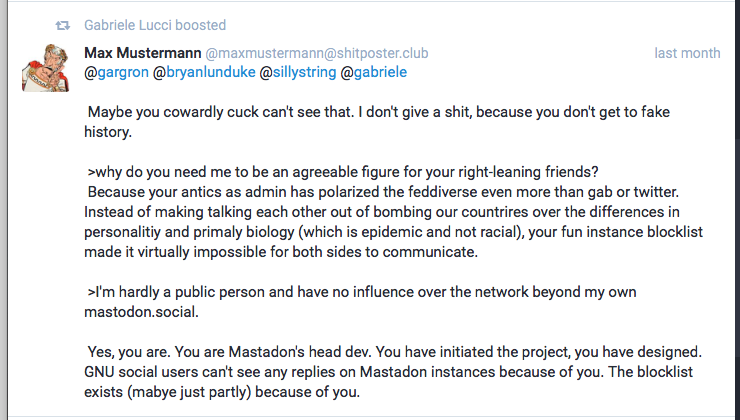 Gabriele Lucci boosted
Max Mustermann @maxmustermann@shitposter.club last month
@gargron @bryanlunduke @sillystring @gabriele
Maybe you cowardly cuck can't see that. I don't give a shit, because you don't get to fake
history.
>why do you need me to be an agreeable figure for your right-leaning friends?
Because your antics as admin has polarized the feddiverse even more than gab or twitter.
Instead of making talking each other out of bombing our countrires over the differences in
personalitiy and primaly biology (which is epidemic and not racial), your fun instance blocklist
made it virtually impossible for both sides to communicate.
>I'm hardly a public person and have no influence over the network beyond my own
mastodon.social.
Yes, you are. You are Mastadon's head dev. You have initiated the project, you have designed.
GNU social users can't see any replies on Mastadon instances because of you. The blocklist
exists (mabye just partly) because of you.